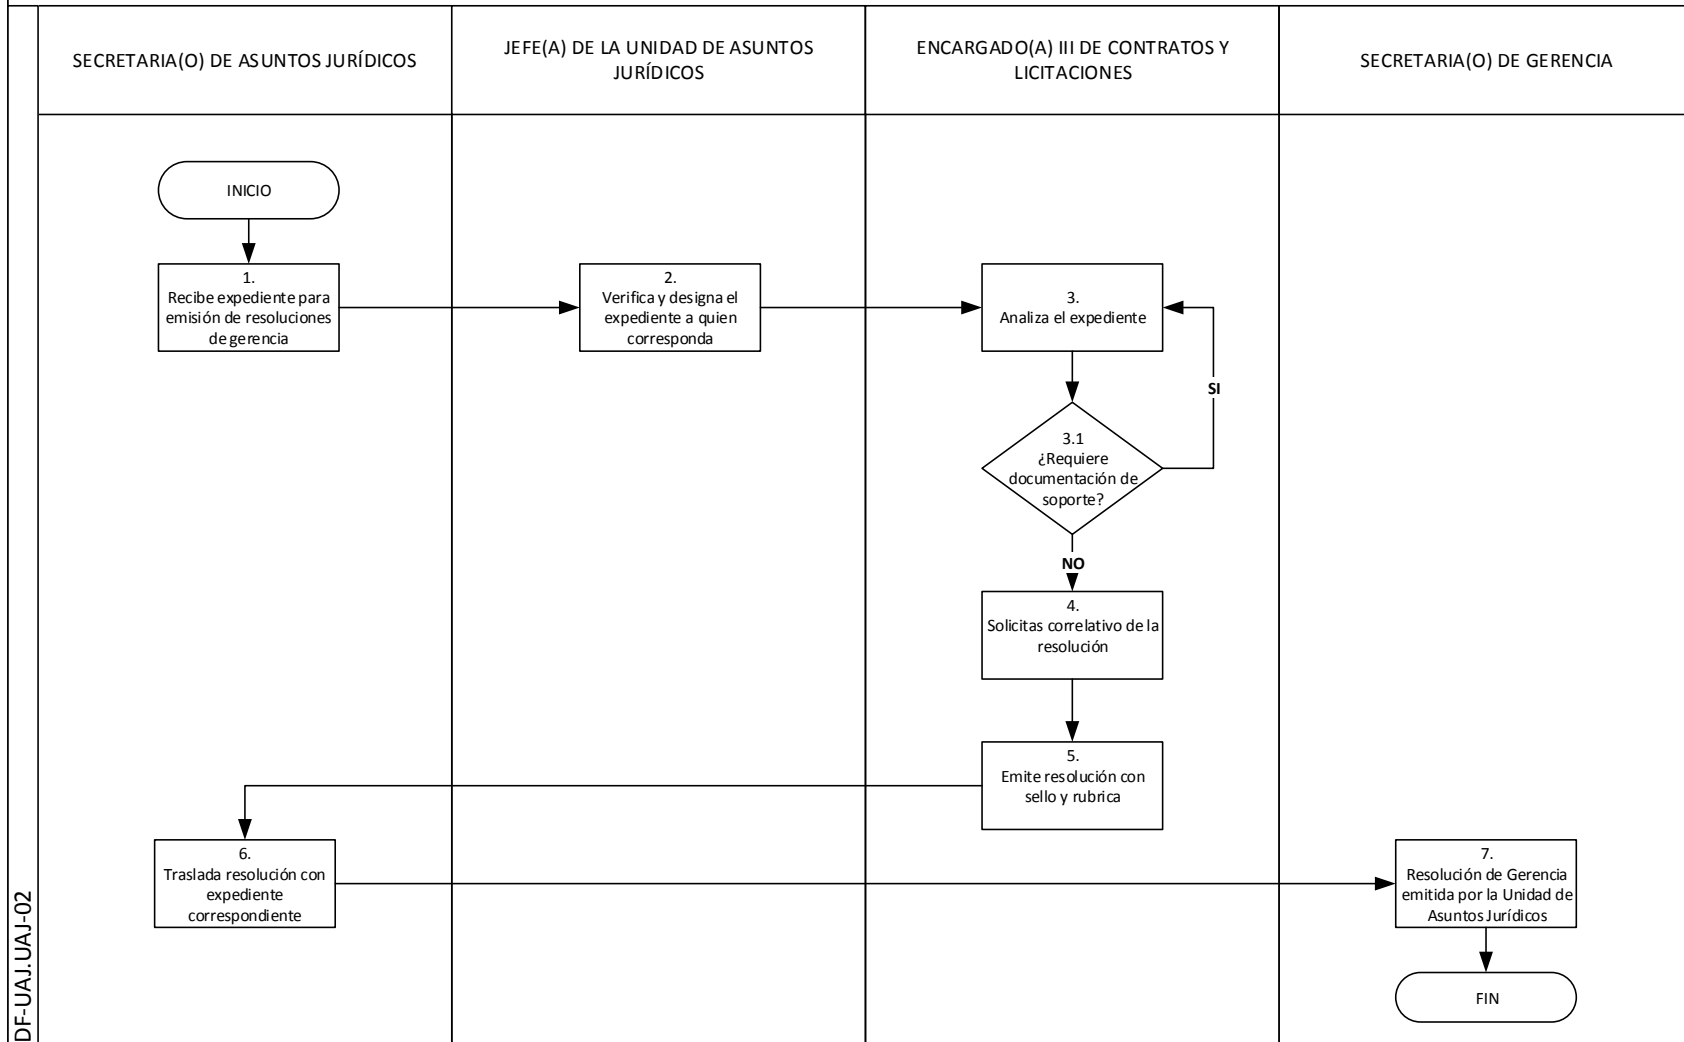 SECRETARIA(O) DE ASUNTOS JURÍDICOS
JEFE(A) DE LA UNIDAD DE ASUNTOS
JURÍDICOS
ENCARGADO(A) III DE CONTRATOS Y
LICITACIONES
SECRETARIA(O) DE GERENCIA
INICIO
1.
Recibe expediente para
emisión de resoluciones
de gerencia
2.
Verifica y designa el
expediente a quien
corresponda
3.
Analiza el expediente
SI
3.1
¿Requiere
documentación de
soporte?
NO
4.
Solicitas correlativo de la
resolución
5.
Emite resolución con
sello y rubrica
6.
Traslada resolución con
expediente
correspondiente
7.
Resolución de Gerencia
emitida por la Unidad de
Asuntos Jurídicos
FIN
DF-UAJ.UAJ-02